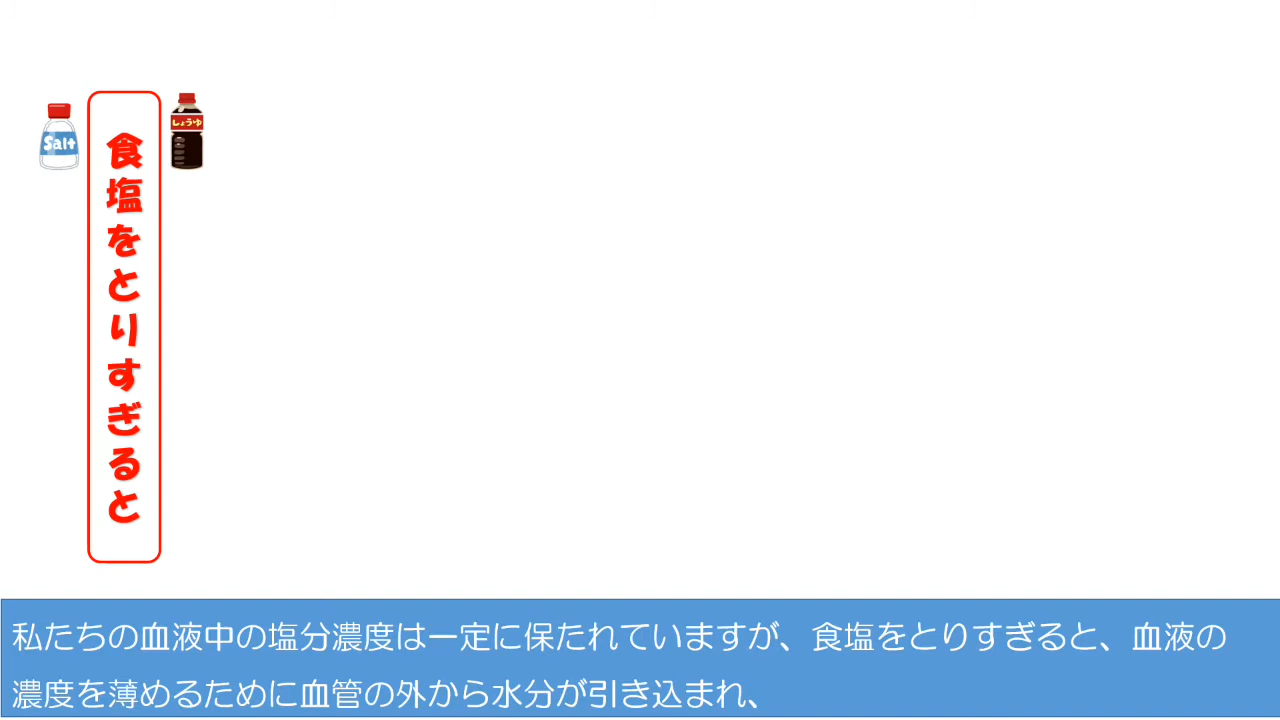 Salt
食塩をとりすぎると
しょうゆ
私たちの血液中の塩分濃度は一定に保たれていますが、食塩をとりすぎると、血液の
濃度を薄めるために血管の外から水分が引き込まれ、